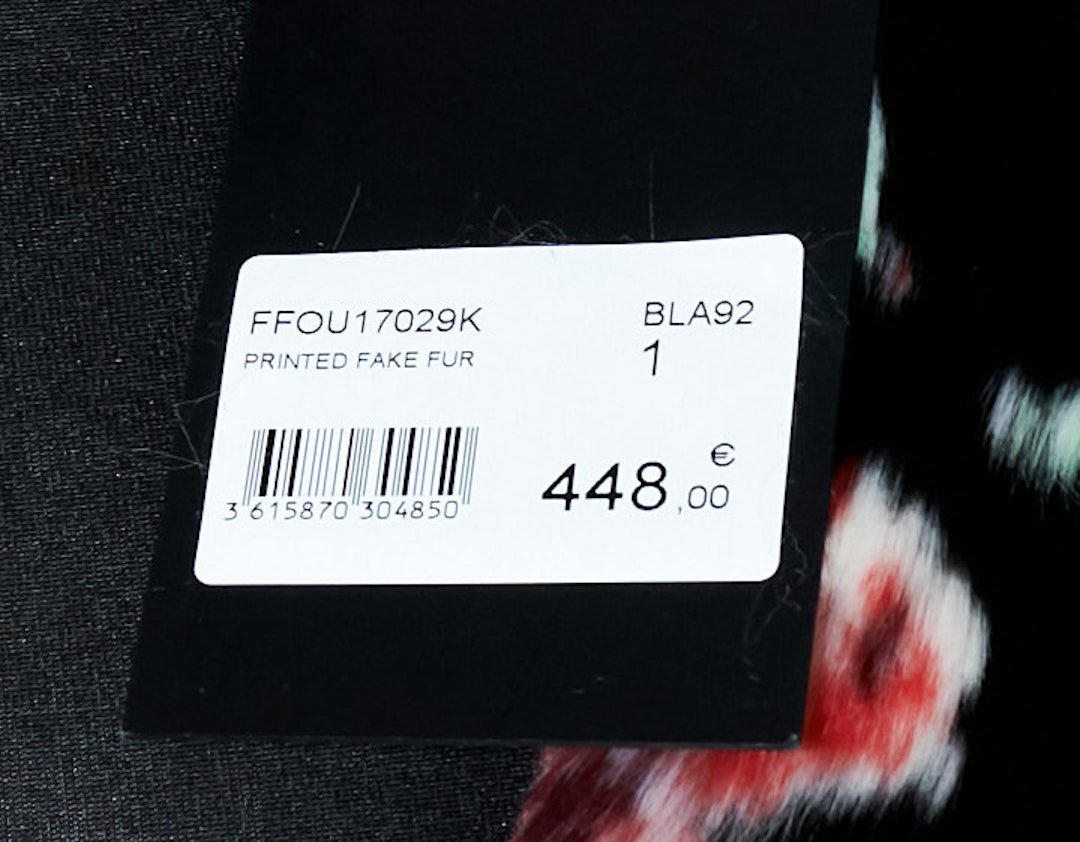 FFOU17029K BLA92
PRINTED FAKE FUR 1
€
448,00
3 615870 304850